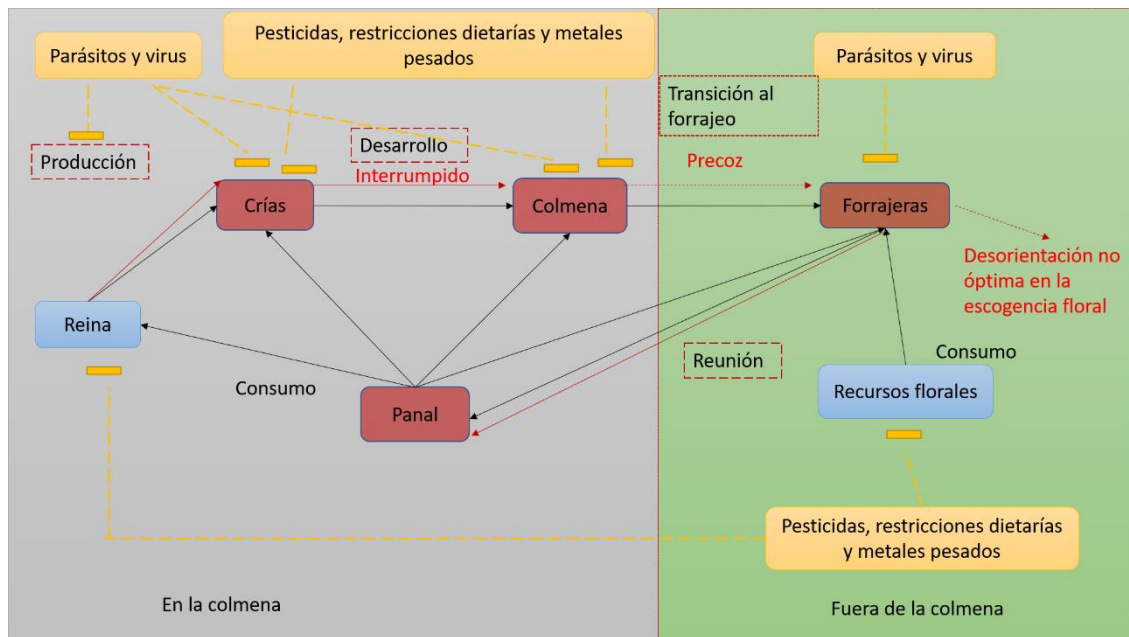 Parásitos y virus
Pesticidas, restricciones dietarías y metales
pesados
Parásitos y virus
Transición al
forrajeo
Producción
Desarrollo
Interrumpido
Precoz
Crías
Colmena
Forrajeras
Desorientación no
óptima en la
escogencia floral
Reina
Reunión
Consumo
Consumo
Panal
Recursos florales
Pesticidas, restricciones dietarías
y metales pesados
En la colmena
Fuera de la colmena